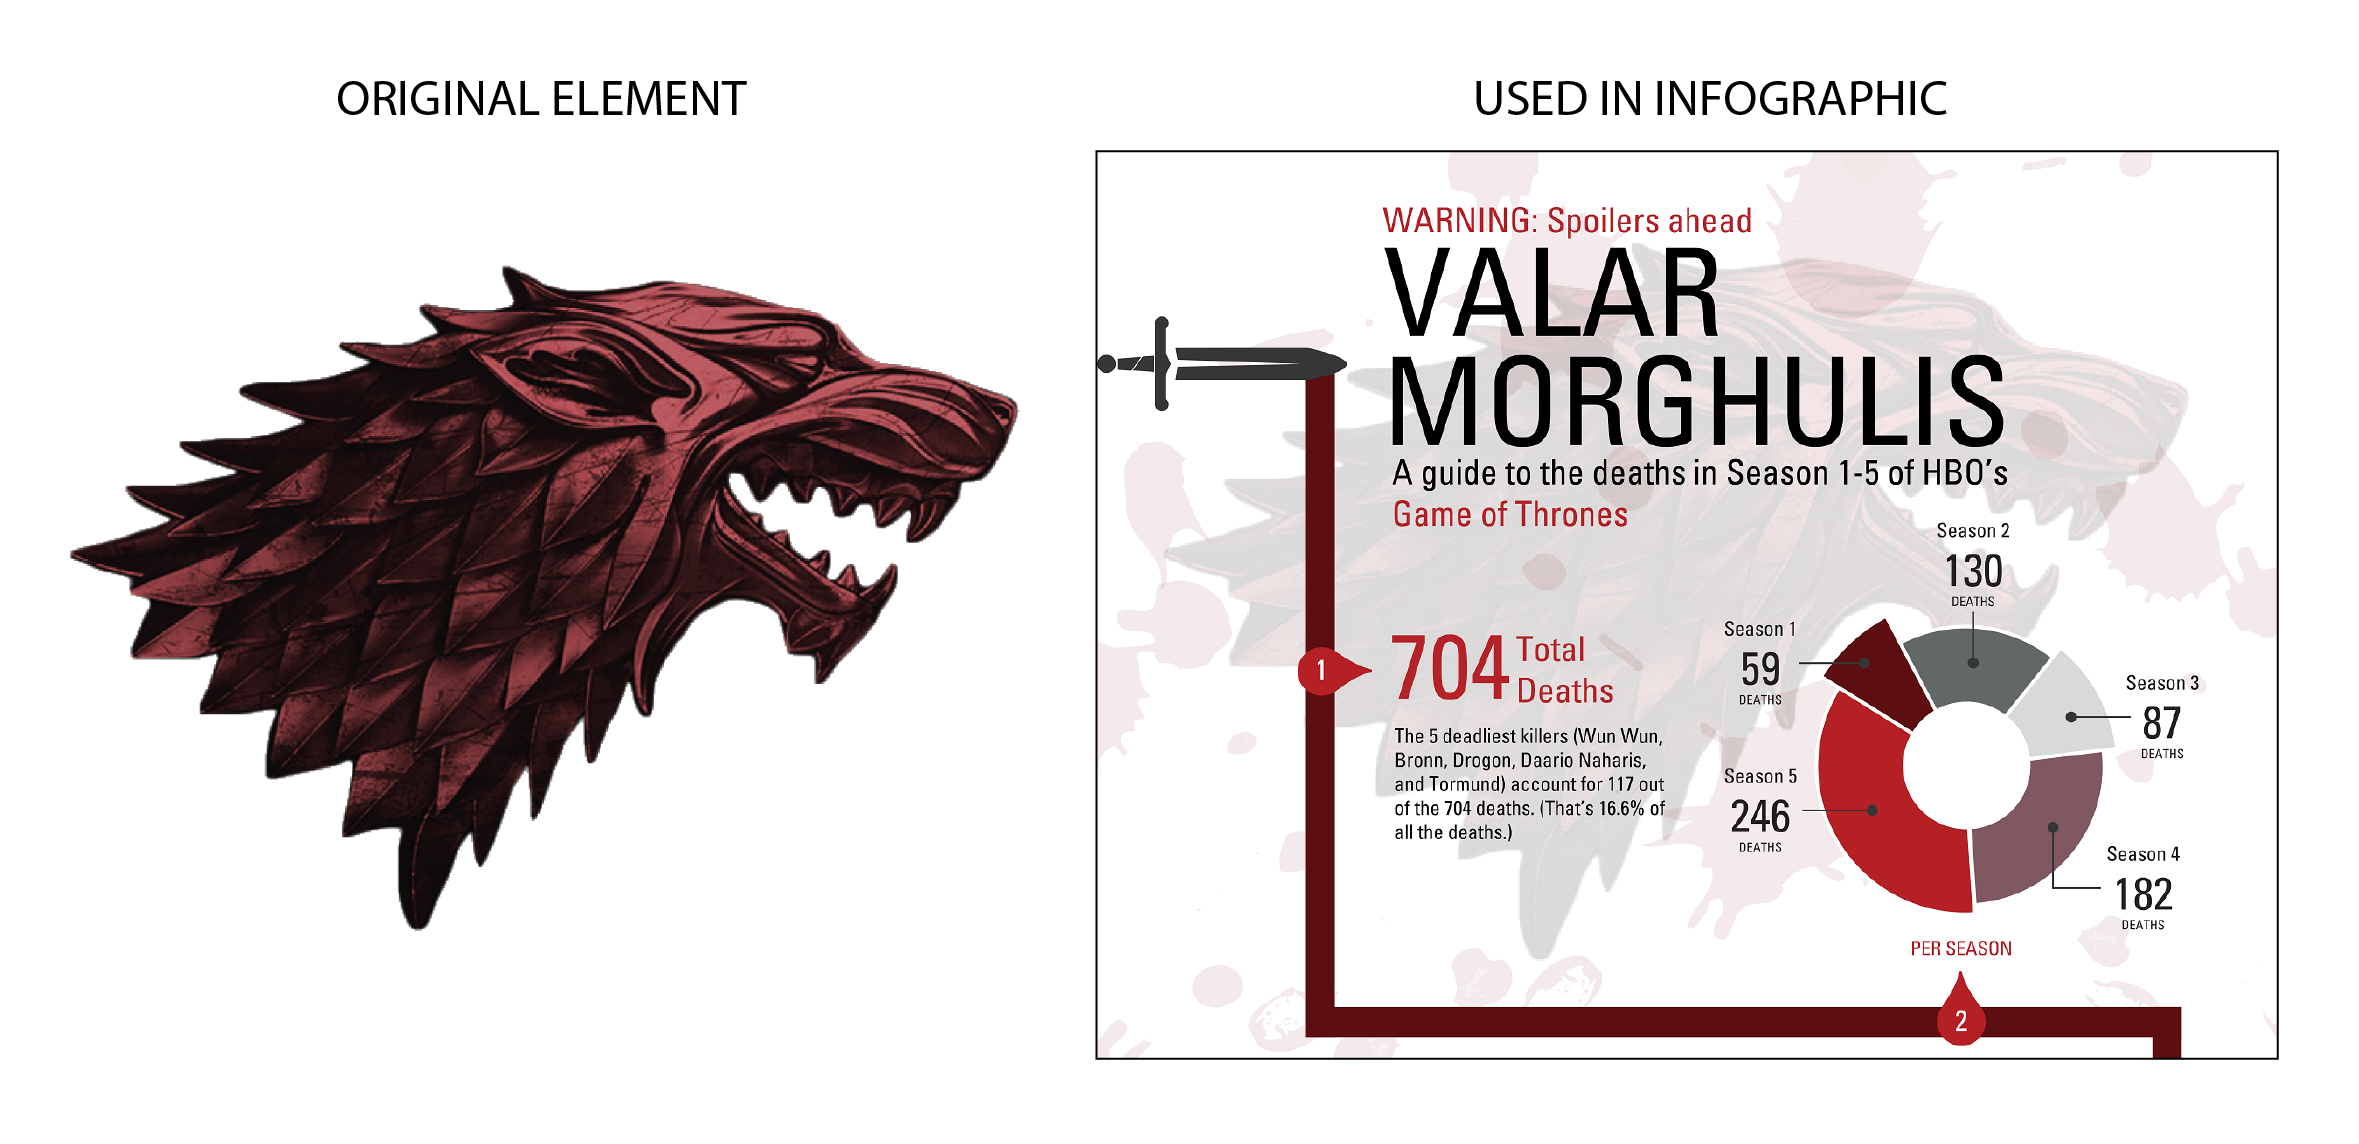 ORIGINAL ELEMENT
USED IN INFOGRAPHIC
WARNING: Spoilers ahead
VALAR
MORGHULIS
A guide to the deaths in Season 1-5 of HBO's
Game of Thrones
1
704 Total
Deaths
The 5 deadliest killers (Wun Wun,
Bronn, Drogon, Daario Naharis,
and Tormund) account for 117 out
of the 704 deaths. (That's 16.6% of
all the deaths.)
Season 1
59
DEATHS
Season 2
130
DEATHS
Season 3
87
DEATHS
Season 4
182
DEATHS
Season 5
246
DEATHS
PER SEASON
2